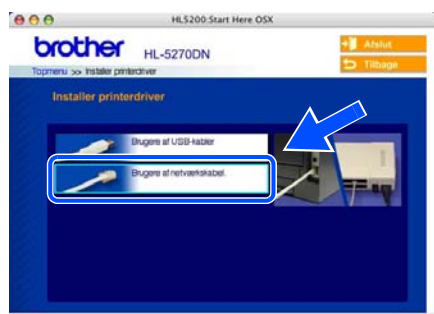 HL5200:Start Here OSX
brother HL-5270DN
Afslut
Tilbage
Topmenu >> Installer printerdriver
Installer printerdriver
Brugere af USB-kabler
Brugere af netværkskabel.